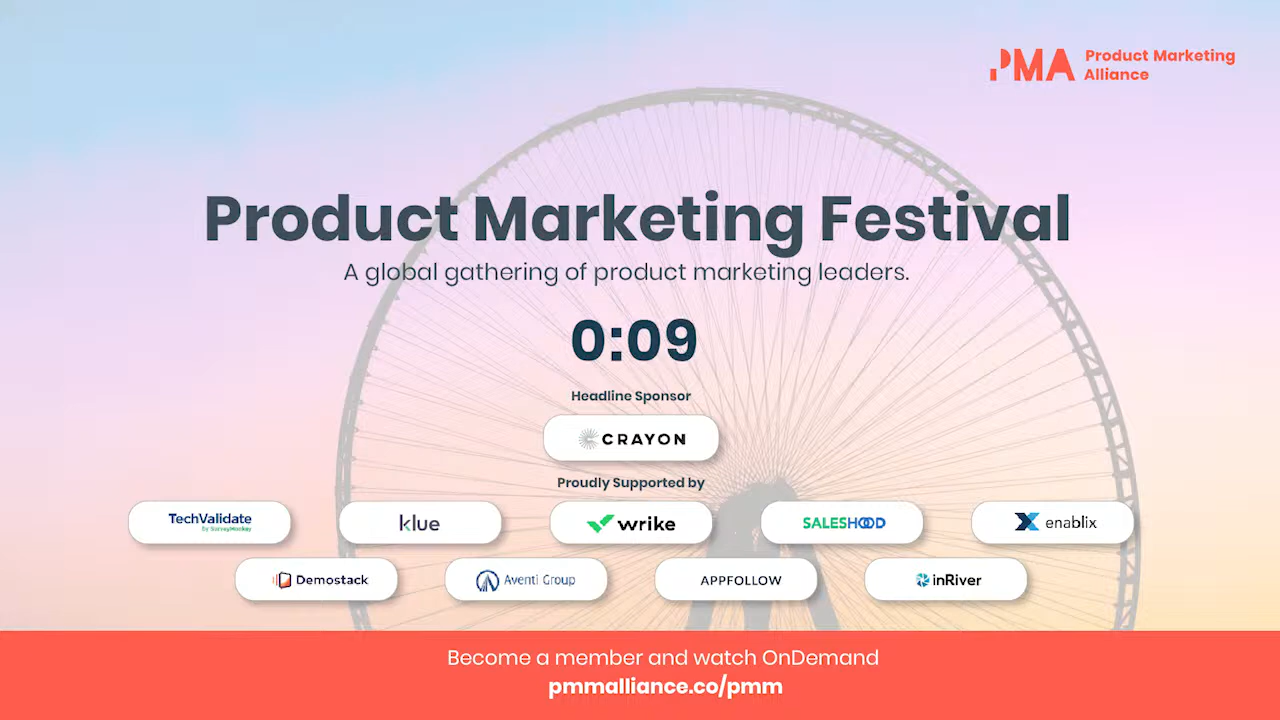 PMA Product Marketing
Alliance
Product Marketing Festival
A global gathering of product marketing leaders.
0:09
Headline Sponsor
CRAYON
Proudly Supported by
TechValidate
by SurveyMonkey
klue
wrike
SALESHOOD
enablix
Demostack
Aventi Group
APPFOLLOW
inRiver
Become a member and watch OnDemand
pmmalliance.co/pmm